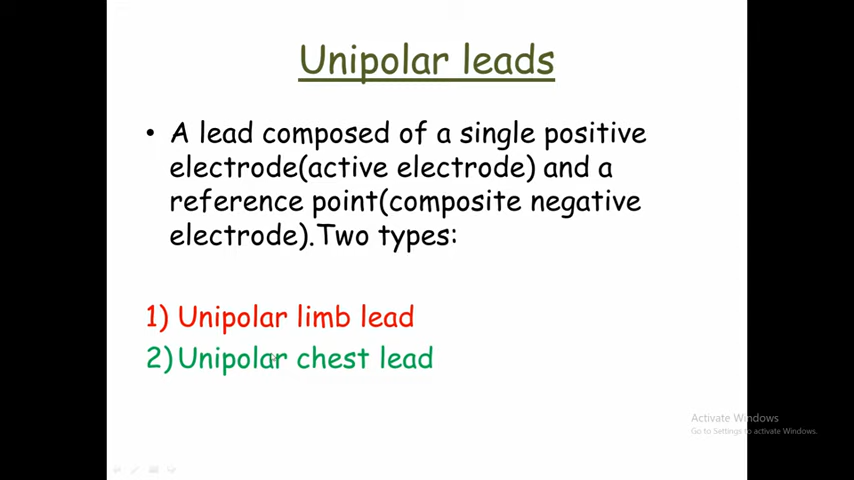 Unipolar leads
• A lead composed of a single positive
electrode(active electrode) and a
reference point(composite negative
electrode).Two types:
1) Unipolar limb lead
2) Unipolar chest lead
Activate Windows
Go to Settings to activate Windows.